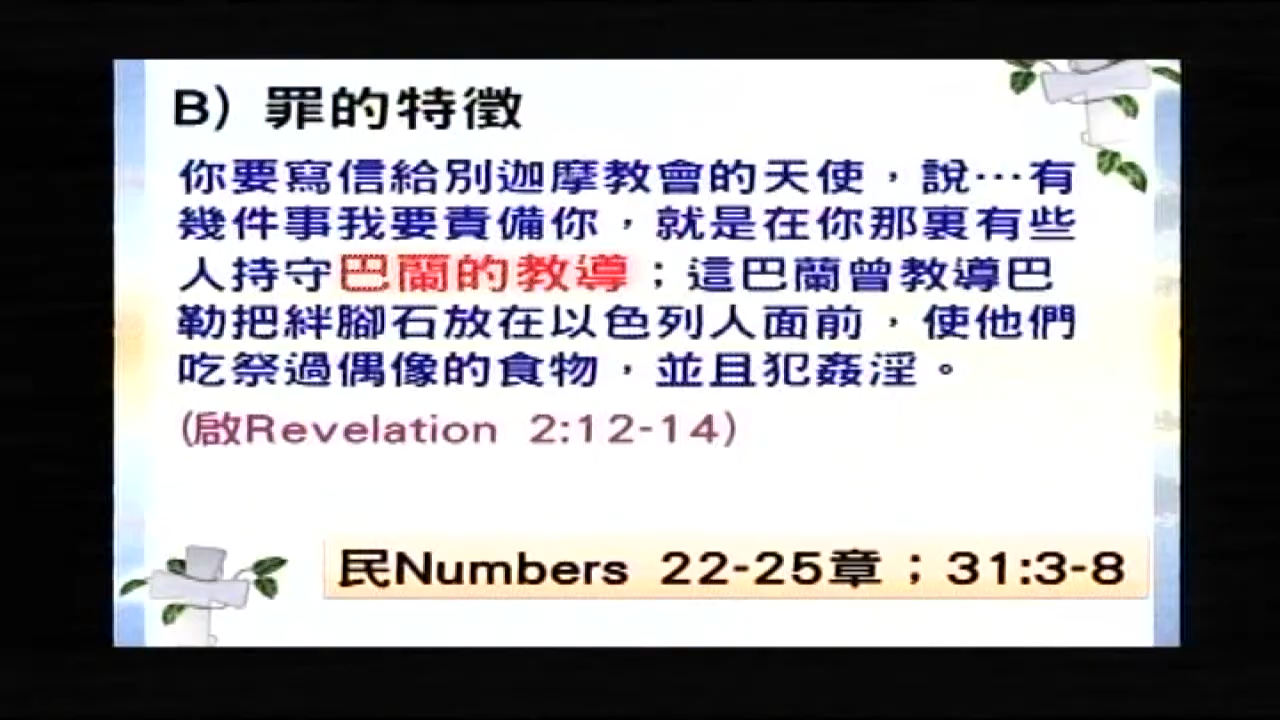 B) 罪的特徵
你要寫信給別迦摩教會的天使，說…有
幾件事我要責備你，就是在你那裏有些
人持守巴蘭的教導；這巴蘭曾教導巴
勒把絆腳石放在以色列人面前，使他們
吃祭過偶像的食物，並且犯姦淫。
(啟Revelation 2:12-14)
民Numbers 22-25章；31:3-8